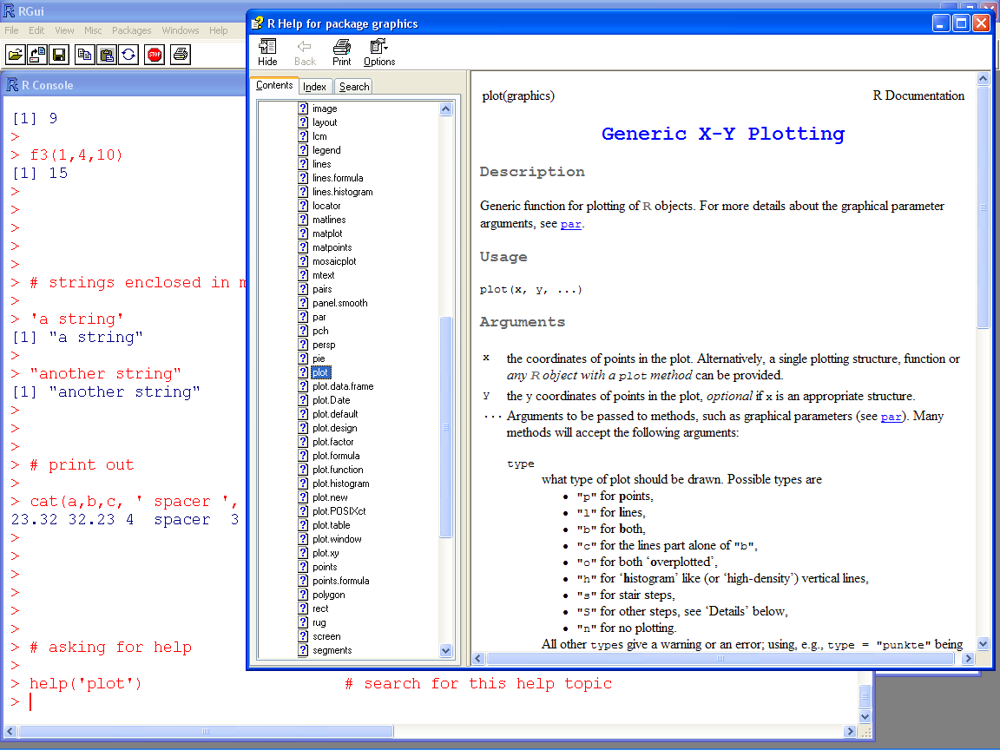 RGui
File Edit View Misc Packages Windows Help
R Console
[1] 9
>
> f3(1,4,10)
[1] 15
>
>
>
>
>
> # strings enclosed in
>
> 'a string'
[1] "a string"
>
> "another string"
[1] "another string"
>
>
>
> # print out
>
> cat(a,b,c, ' spacer ',
23.32 32.23 4  spacer  3
>
>
>
>
>
>
> # asking for help
>
> help('plot') # search for this help topic
>
R Help for package graphics
Hide Back Print Options
Contents Index Search
image
layout
lcm
legend
lines
lines.formula
lines.histogram
locator
matlines
matplot
matpoints
mosaicplot
mtext
pairs
panel.smooth
par
pch
persp
pie
plot
plot.data.frame
plot.Date
plot.default
plot.design
plot.factor
plot.formula
plot.function
plot.histogram
plot.new
plot.POSIXct
plot.table
plot.window
plot.xy
points
points.formula
polygon
rect
rug
screen
segments
plot(graphics) R Documentation
Generic X-Y Plotting
Description
Generic function for plotting of R objects. For more details about the graphical parameter
arguments, see par.
Usage
plot(x, y, ...)
Arguments
x the coordinates of points in the plot. Alternatively, a single plotting structure, function or
any R object with a plot method can be provided.
y the y coordinates of points in the plot, optional if x is an appropriate structure.
... Arguments to be passed to methods, such as graphical parameters (see par). Many
methods will accept the following arguments:
type
what type of plot should be drawn. Possible types are
• "p" for points,
• "l" for lines,
• "b" for both,
• "c" for the lines part alone of "b",
• "o" for both ‘overplotted’,
• "h" for ‘histogram’ like (or ‘high-density’) vertical lines,
• "s" for stair steps,
• "S" for other steps, see ‘Details’ below,
• "n" for no plotting.
All other types give a warning or an error; using, e.g., type = "punkte" being